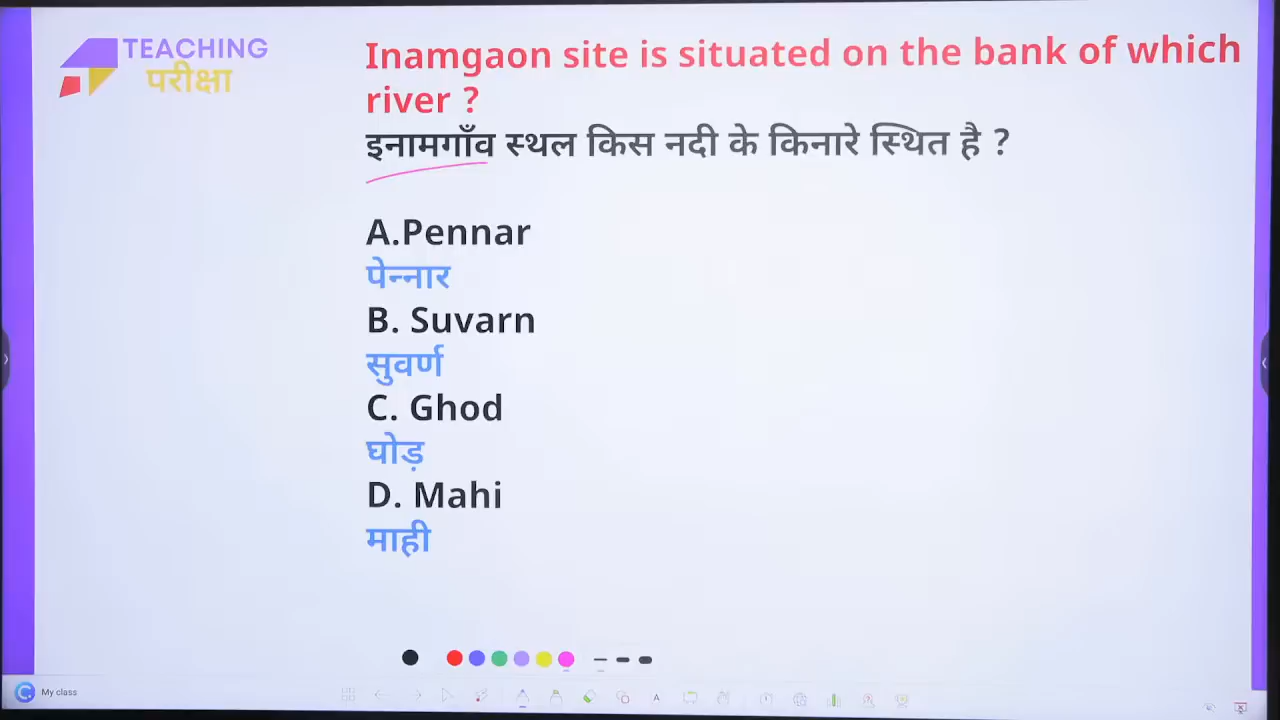 TEACHING
परीक्षा
Inamgaon site is situated on the bank of which
river ?
इनामगाँव स्थल किस नदी के किनारे स्थित है ?
A.Pennar
पेन्नार
B. Suvarn
सुवर्ण
C. Ghod
घोड़
D. Mahi
माही
My class